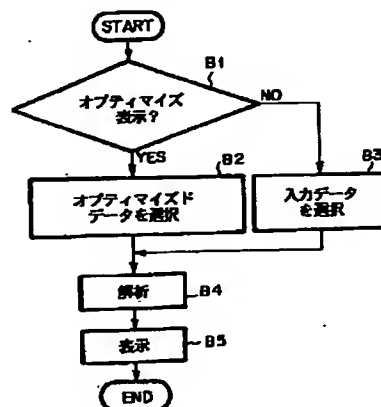 START
B1
オプティマイズ
表示?
NO
YES
B2
B3
オプティマイズド
データを選択
入力データ
を選択
解析
B4
表示
B5
END